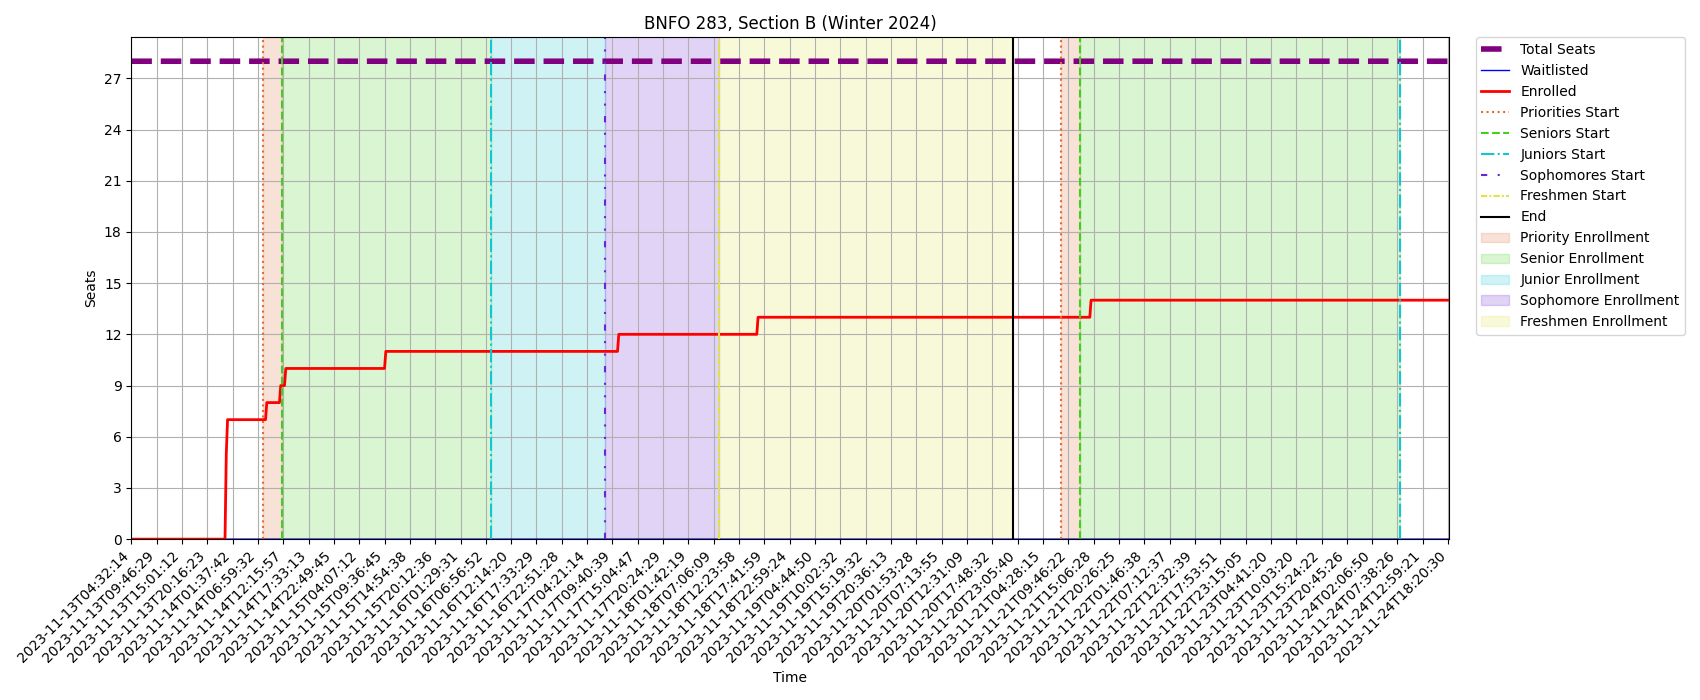 BNFO 283, Section B (Winter 2024)
Total Seats
Waitlisted
Enrolled
Priorities Start
Seniors Start
Juniors Start
Sophomores Start
Freshmen Start
End
Priority Enrollment
Senior Enrollment
Junior Enrollment
Sophomore Enrollment
Freshmen Enrollment
Seats
27
24
21
18
15
12
9
6
3
0
2023-11-13T04:32:14
2023-11-13T09:46:29
2023-11-13T15:01:12
2023-11-13T20:16:23
2023-11-14T01:37:42
2023-11-14T06:59:32
2023-11-14T12:15:57
2023-11-14T17:33:13
2023-11-14T22:49:45
2023-11-15T04:07:12
2023-11-15T09:36:45
2023-11-15T14:54:38
2023-11-15T20:12:36
2023-11-16T01:29:31
2023-11-16T06:56:52
2023-11-16T12:14:20
2023-11-16T17:33:29
2023-11-16T22:51:28
2023-11-17T04:21:14
2023-11-17T09:40:39
2023-11-17T15:04:47
2023-11-17T20:24:29
2023-11-18T01:42:19
2023-11-18T07:06:09
2023-11-18T12:23:58
2023-11-18T17:41:59
2023-11-18T22:59:24
2023-11-19T04:44:50
2023-11-19T10:02:32
2023-11-19T15:19:32
2023-11-19T20:36:13
2023-11-20T01:53:28
2023-11-20T07:13:55
2023-11-20T12:31:09
2023-11-20T17:48:32
2023-11-20T23:05:40
2023-11-21T04:28:15
2023-11-21T09:46:22
2023-11-21T15:06:28
2023-11-21T20:26:25
2023-11-22T01:46:38
2023-11-22T07:12:37
2023-11-22T12:32:39
2023-11-22T17:53:51
2023-11-22T23:15:05
2023-11-23T04:41:20
2023-11-23T10:03:20
2023-11-23T15:24:22
2023-11-23T20:45:26
2023-11-24T02:06:50
2023-11-24T07:38:26
2023-11-24T12:59:21
2023-11-24T18:20:30
Time